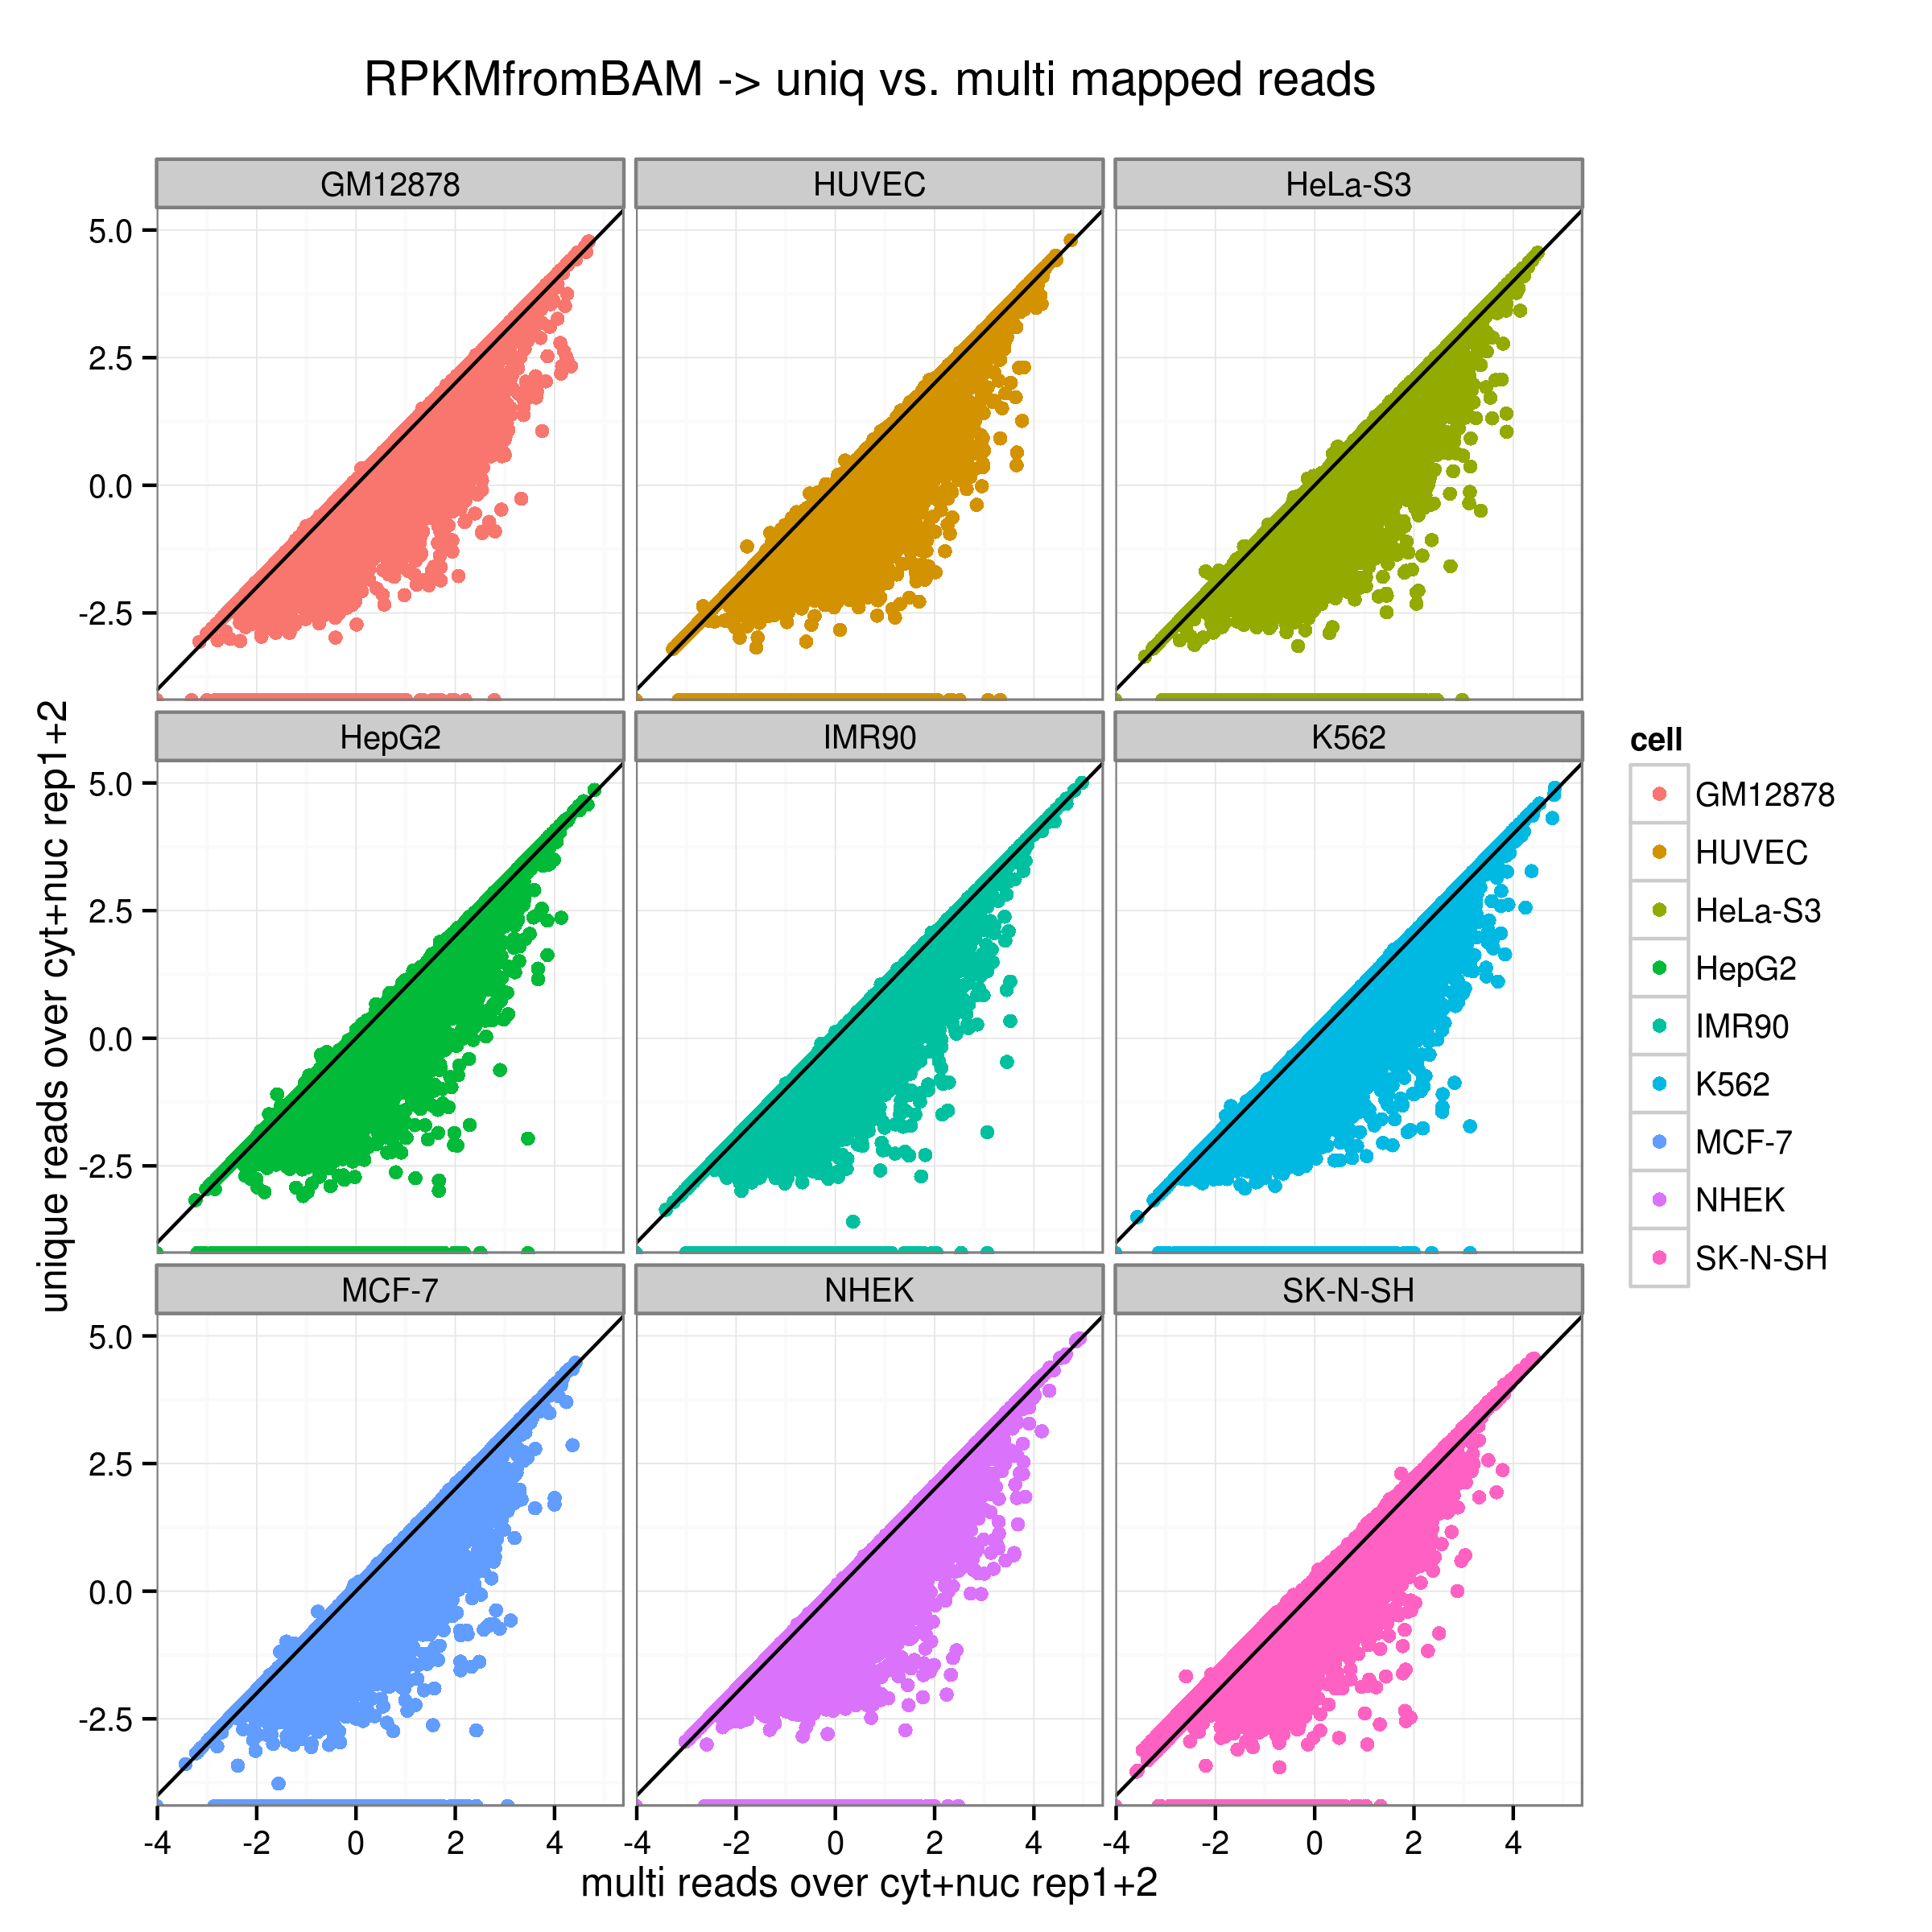 RPKMfromBAM -> uniq vs. multi mapped reads
GM12878
HUVEC
HeLa-S3
5.0
2.5
0.0
-2.5
HepG2
IMR90
K562
5.0
2.5
0.0
-2.5
MCF-7
NHEK
SK-N-SH
5.0
2.5
0.0
-2.5
-4 -2 0 2 4
-4 -2 0 2 4
-4 -2 0 2 4
multi reads over cyt+nuc rep1+2
unique reads over cyt+nuc rep1+2
cell
GM12878
HUVEC
HeLa-S3
HepG2
IMR90
K562
MCF-7
NHEK
SK-N-SH